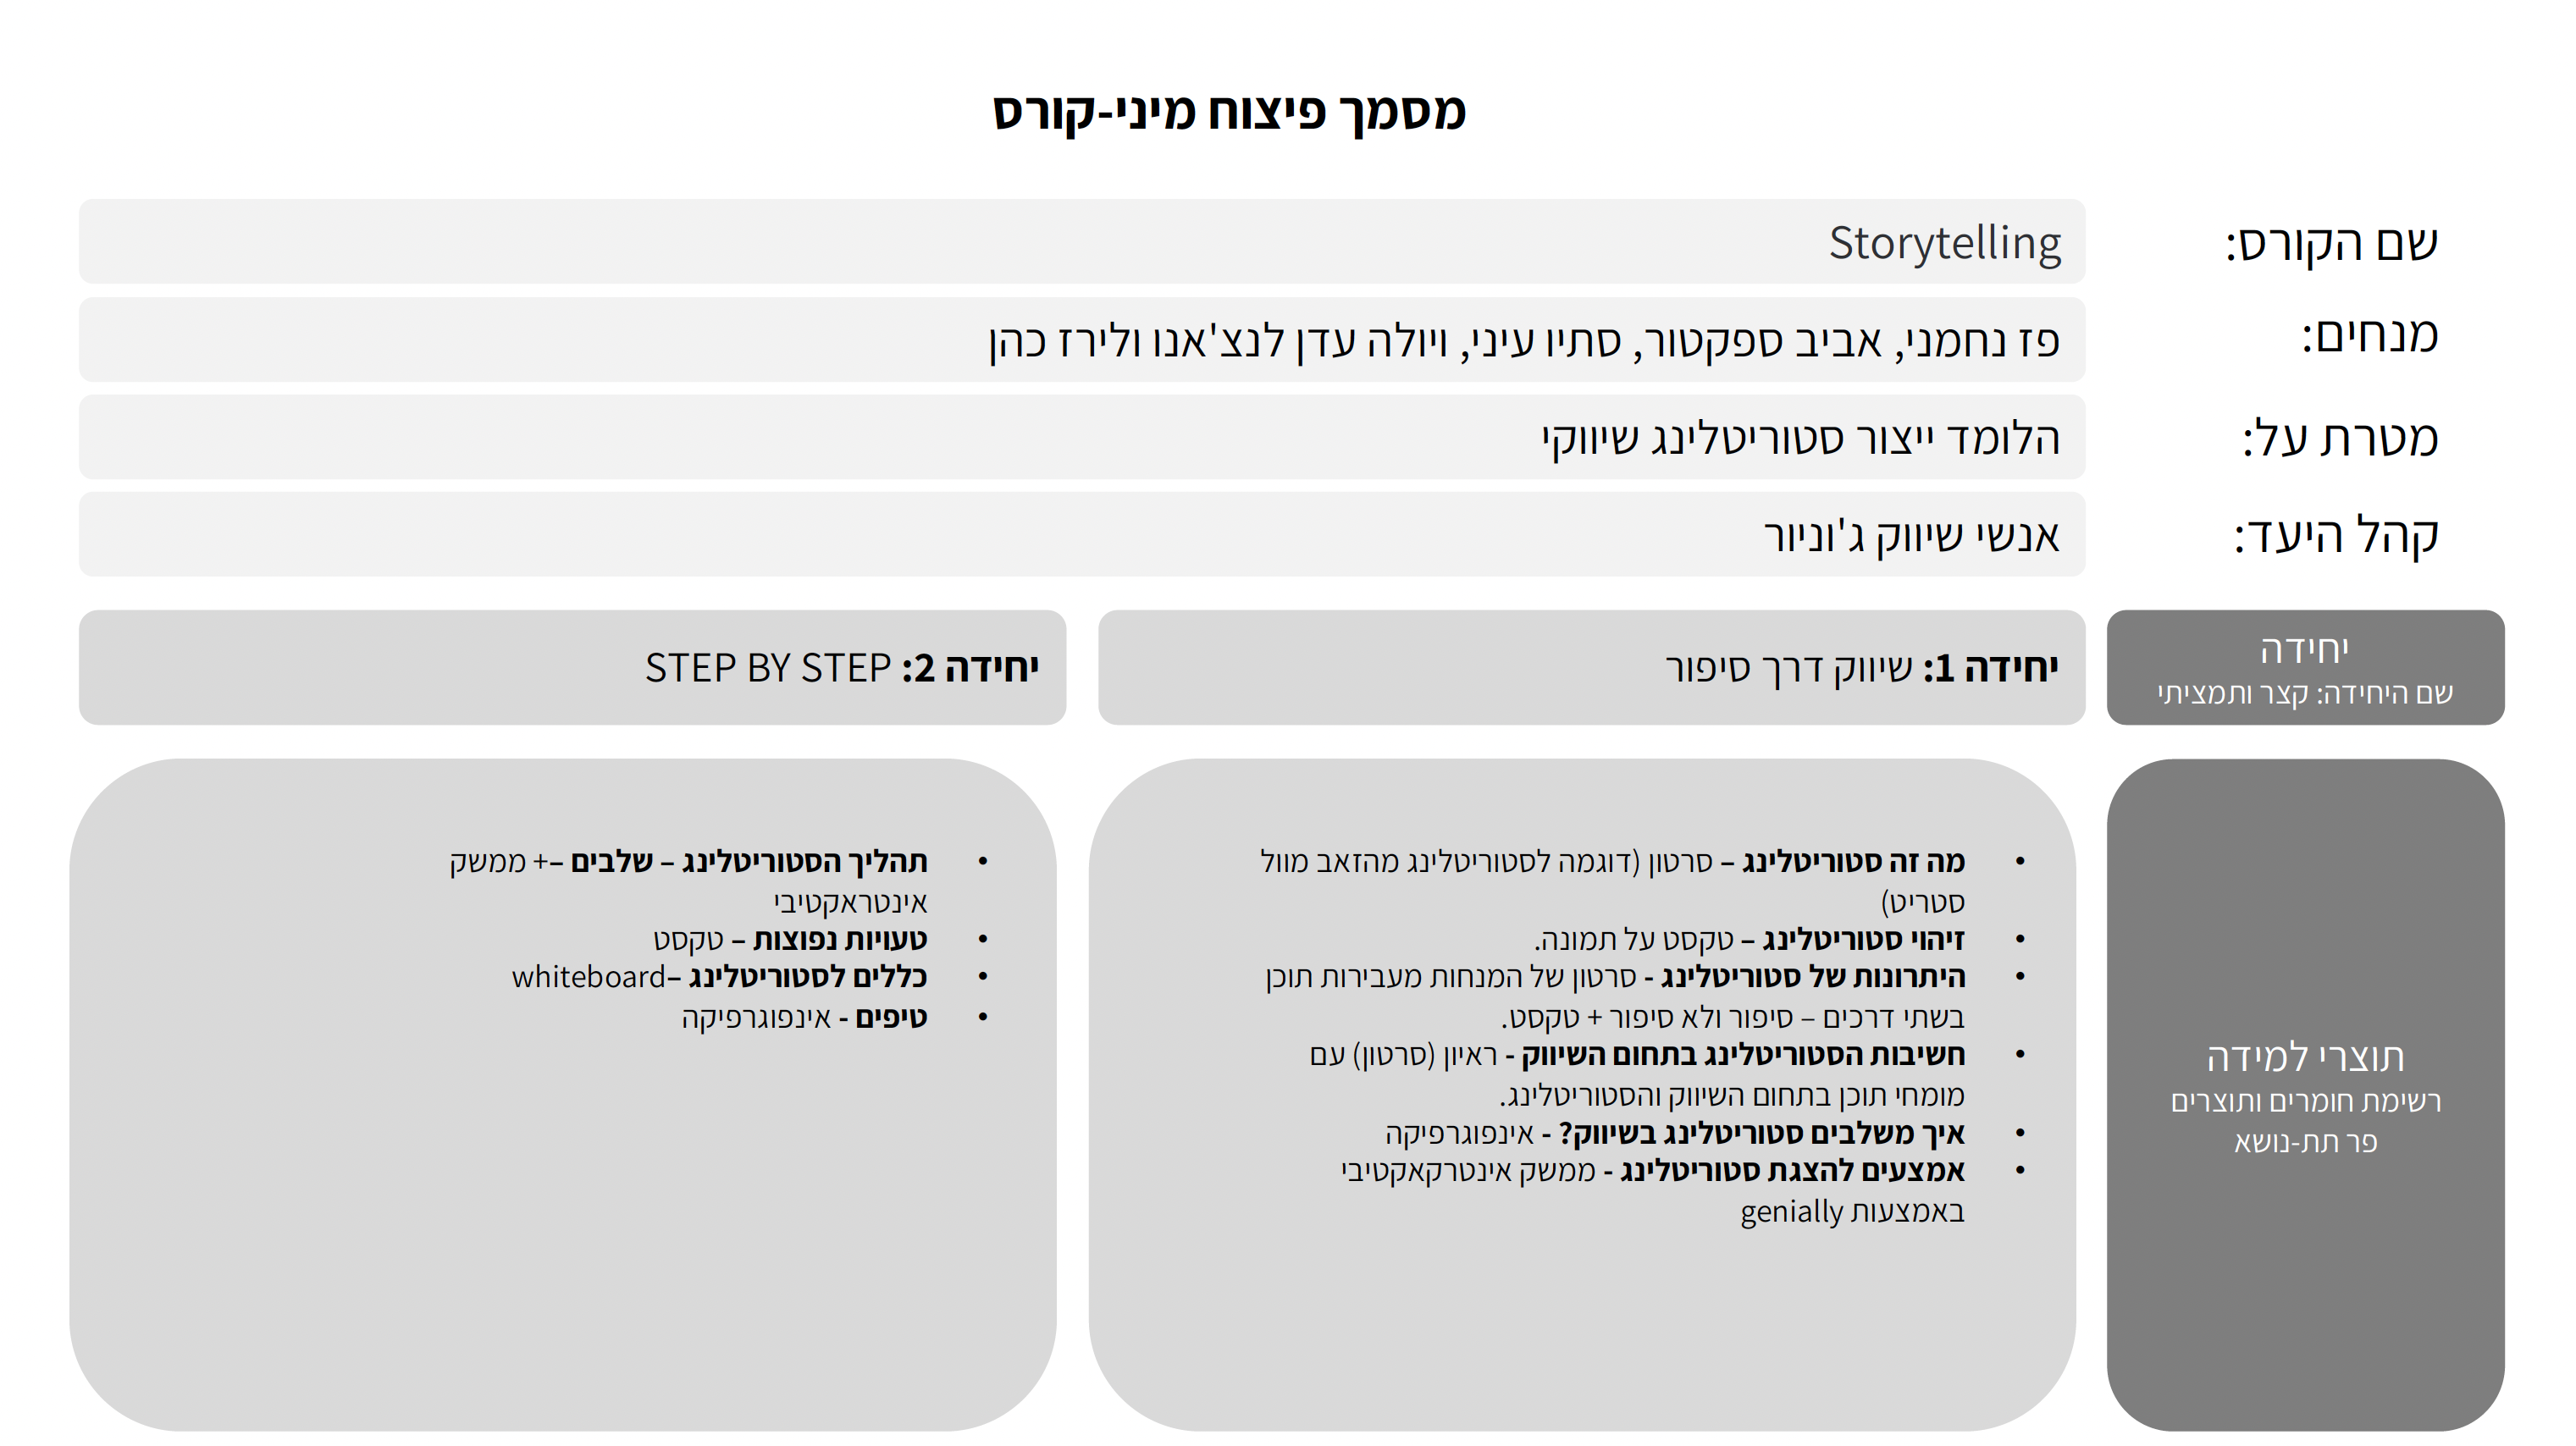 מסמך פיצוח מיני-קורס
שם הקורס:
Storytelling
מנחים:
פז נחמני, אביב ספקטור, סתיו עיני, ויולה עדן לנצ'אנו ולירז כהן
מטרת על:
הלומד ייצור סטוריטלינג שיווקי
קהל היעד:
אנשי שיווק ג'וניור
יחידה
שם היחידה: קצר ותמציתי
יחידה 1: שיווק דרך סיפור
יחידה 2: STEP BY STEP
תוצרי למידה
רשימת חומרים ותוצרים
פר תת-נושא
• מה זה סטוריטלינג – סרטון (דוגמה לסטוריטלינג מהזאב מוול
סטריט)
• זיהוי סטוריטלינג – טקסט על תמונה.
• היתרונות של סטוריטלינג - סרטון של המנחות מעבירות תוכן
בשתי דרכים – סיפור ולא סיפור + טקסט.
• חשיבות הסטוריטלינג בתחום השיווק - ראיון (סרטון) עם
מומחי תוכן בתחום השיווק והסטוריטלינג.
• איך משלבים סטוריטלינג בשיווק? - אינפוגרפיקה
• אמצעים להצגת סטוריטלינג - ממשק אינטרקאקטיבי
באמצעות genially
• תהליך הסטוריטלינג – שלבים –+ ממשק
אינטראקטיבי
• טעויות נפוצות – טקסט
• כללים לסטוריטלינג –whiteboard
• טיפים - אינפוגרפיקה